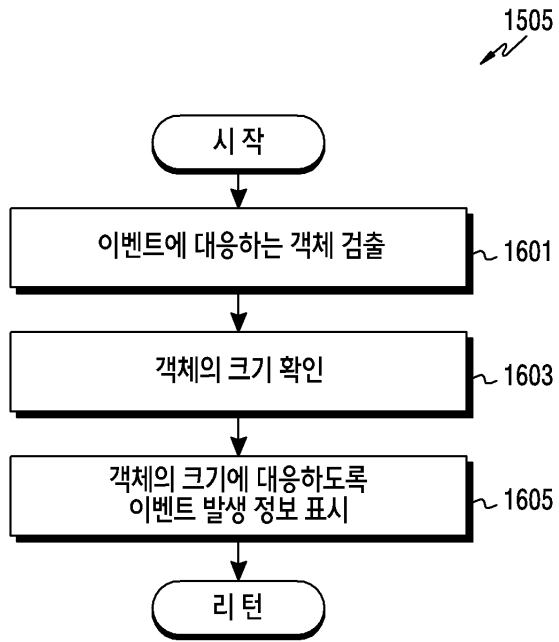 1505
시 작
이벤트에 대응하는 객체 검출
1601
객체의 크기 확인
1603
객체의 크기에 대응하도록
이벤트 발생 정보 표시
1605
리 턴